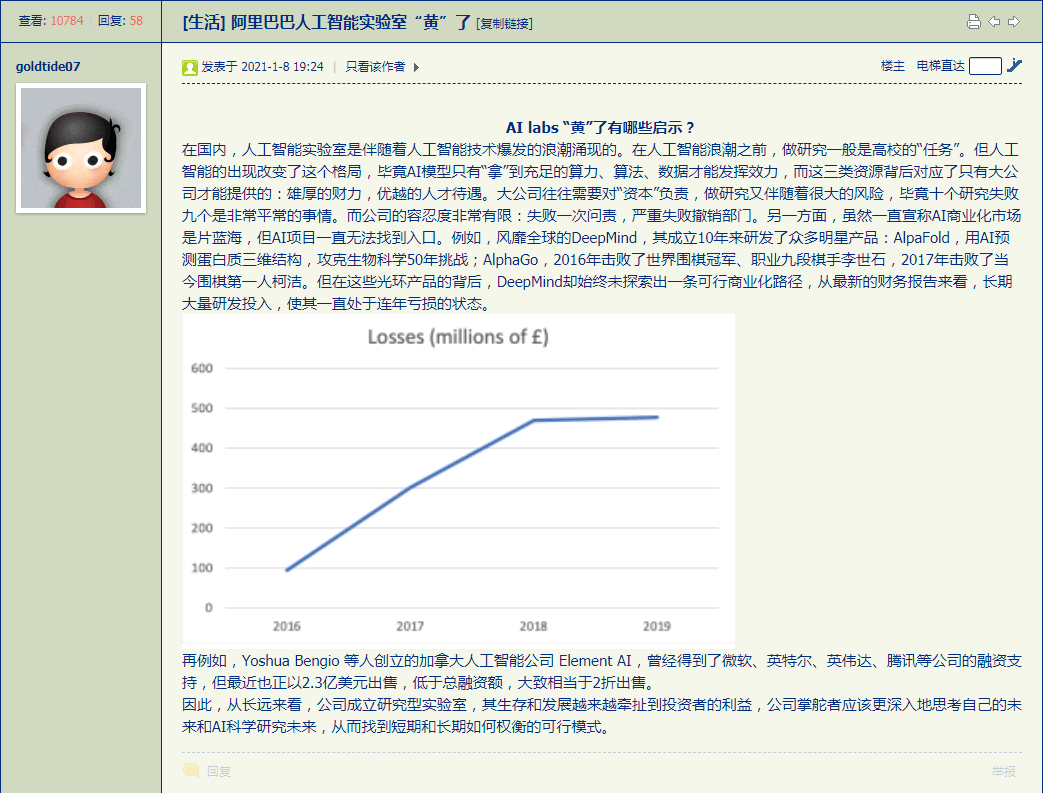 查看: 10784 | 回复: 58
[生活] 阿里巴巴人工智能实验室“黄”了 [复制链接]
goldtide07
发表于 2021-1-8 19:24 | 只看该作者
楼主 电梯直达
AI labs “黄”了有哪些启示？
在国内，人工智能实验室是伴随着人工智能技术爆发的浪潮涌现的。在人工智能浪潮之前，做研究一般是高校的“任务”。但人工
智能的出现改变了这个格局，毕竟AI模型只有“拿”到充足的算力、算法、数据才能发挥效力，而这三类资源背后对应了只有大公
司才能提供的：雄厚的财力，优越的人才待遇。大公司往往需要对“资本”负责，做研究又伴随着很大的风险，毕竟十个研究失败
九个是非常平常的事情。而公司的容忍度非常有限：失败一次问责，严重失败撤销部门。另一方面，虽然一直宣称AI商业化市场
是片蓝海，但AI项目一直无法找到入口。例如，风靡全球的DeepMind，其成立10年来研发了众多明星产品：AlpaFold，用AI预
测蛋白质三维结构，攻克生物科学50年挑战；AlphaGo，2016年击败了世界围棋冠军、职业九段棋手李世石，2017年击败了当
今围棋第一人柯洁。但在这些光环产品的背后，DeepMind却始终未探索出一条可行商业化路径，从最新的财务报告来看，长期
大量研发投入，使其一直处于连年亏损的状态。
Losses (millions of £)
600
500
400
300
200
100
0
2016 2017 2018 2019
再例如，Yoshua Bengio 等人创立的加拿大人工智能公司 Element AI，曾经得到了微软、英特尔、英伟达、腾讯等公司的融资支
持，但最近也正以2.3亿美元出售，低于总融资额，大致相当于2折出售。
因此，从长远来看，公司成立研究型实验室，其生存和发展越来越牵扯到投资者的利益，公司掌舵者应该更深入地思考自己的未
来和AI科学研究未来，从而找到短期和长期如何权衡的可行模式。
回复
举报